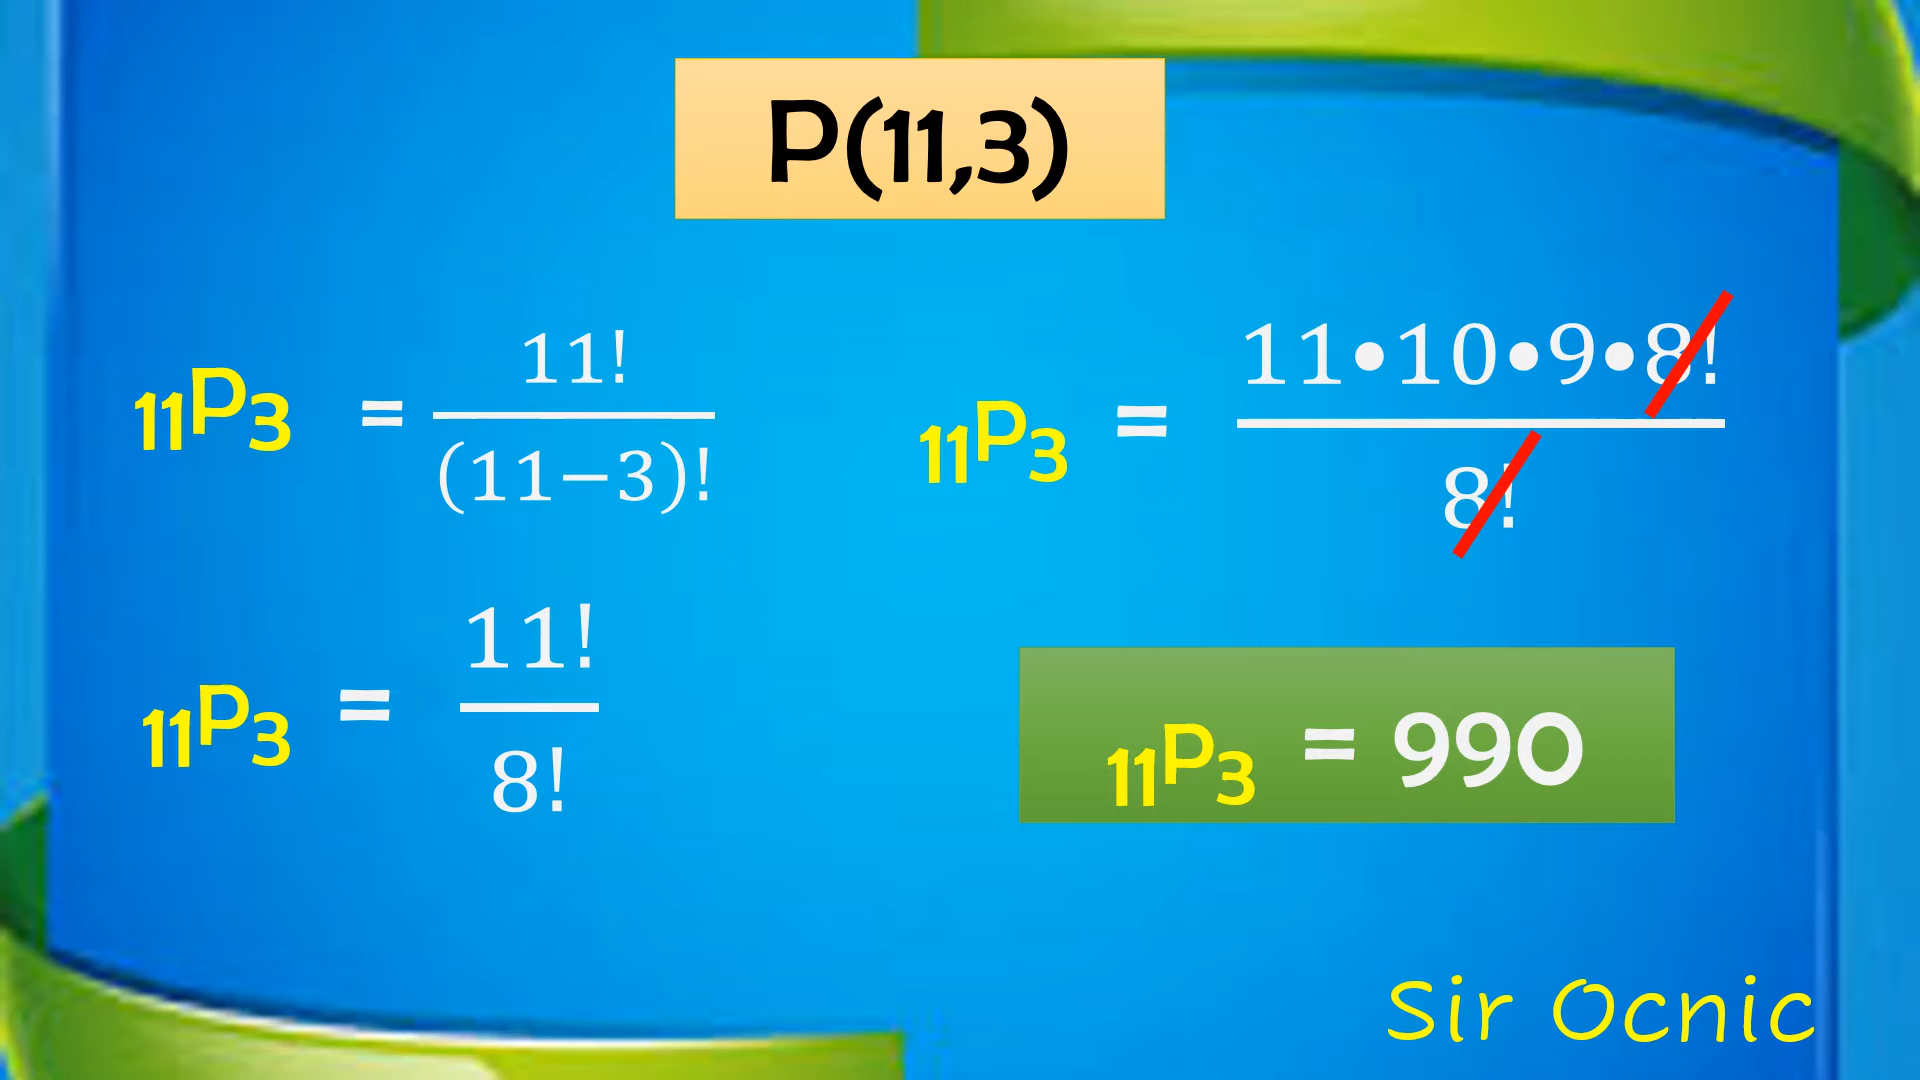 P(11,3)
₁₁P₃ = 11! / (11−3)!
₁₁P₃ = 11! / 8!
₁₁P₃ = 11•10•9•8! / 8!
₁₁P₃ = 990
Sir Ocnic